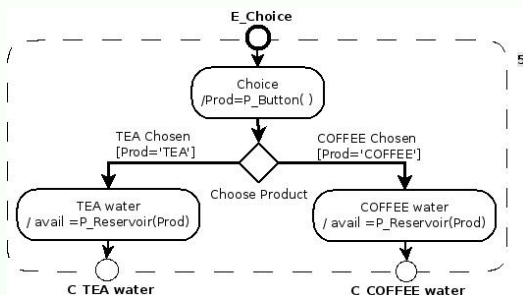 E_Choice
5
Choice
/Prod=P_Button( )
TEA Chosen
[Prod='TEA']
COFFEE Chosen
[Prod='COFFEE']
Choose Product
TEA water
/ avail =P_Reservoir(Prod)
COFFEE water
/ avail =P_Reservoir(Prod)
C_TEA water
C_COFFEE water